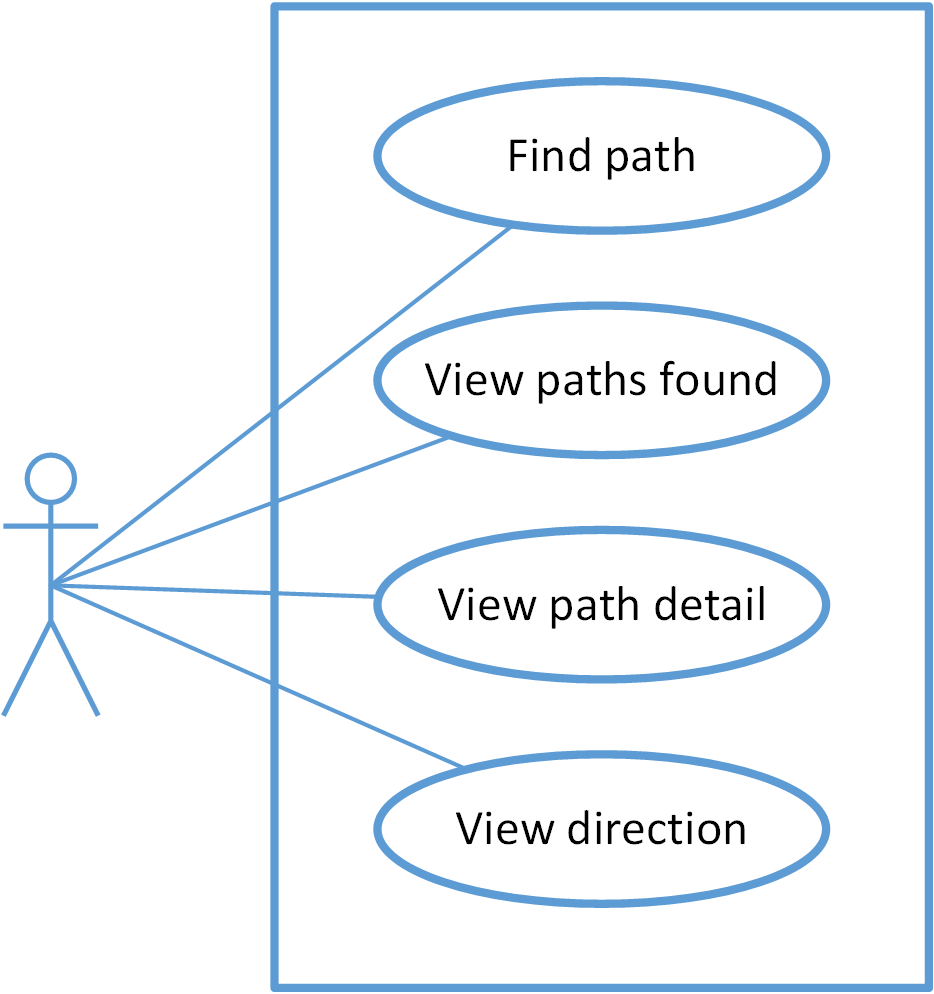 Find path
View paths found
View path detail
View direction